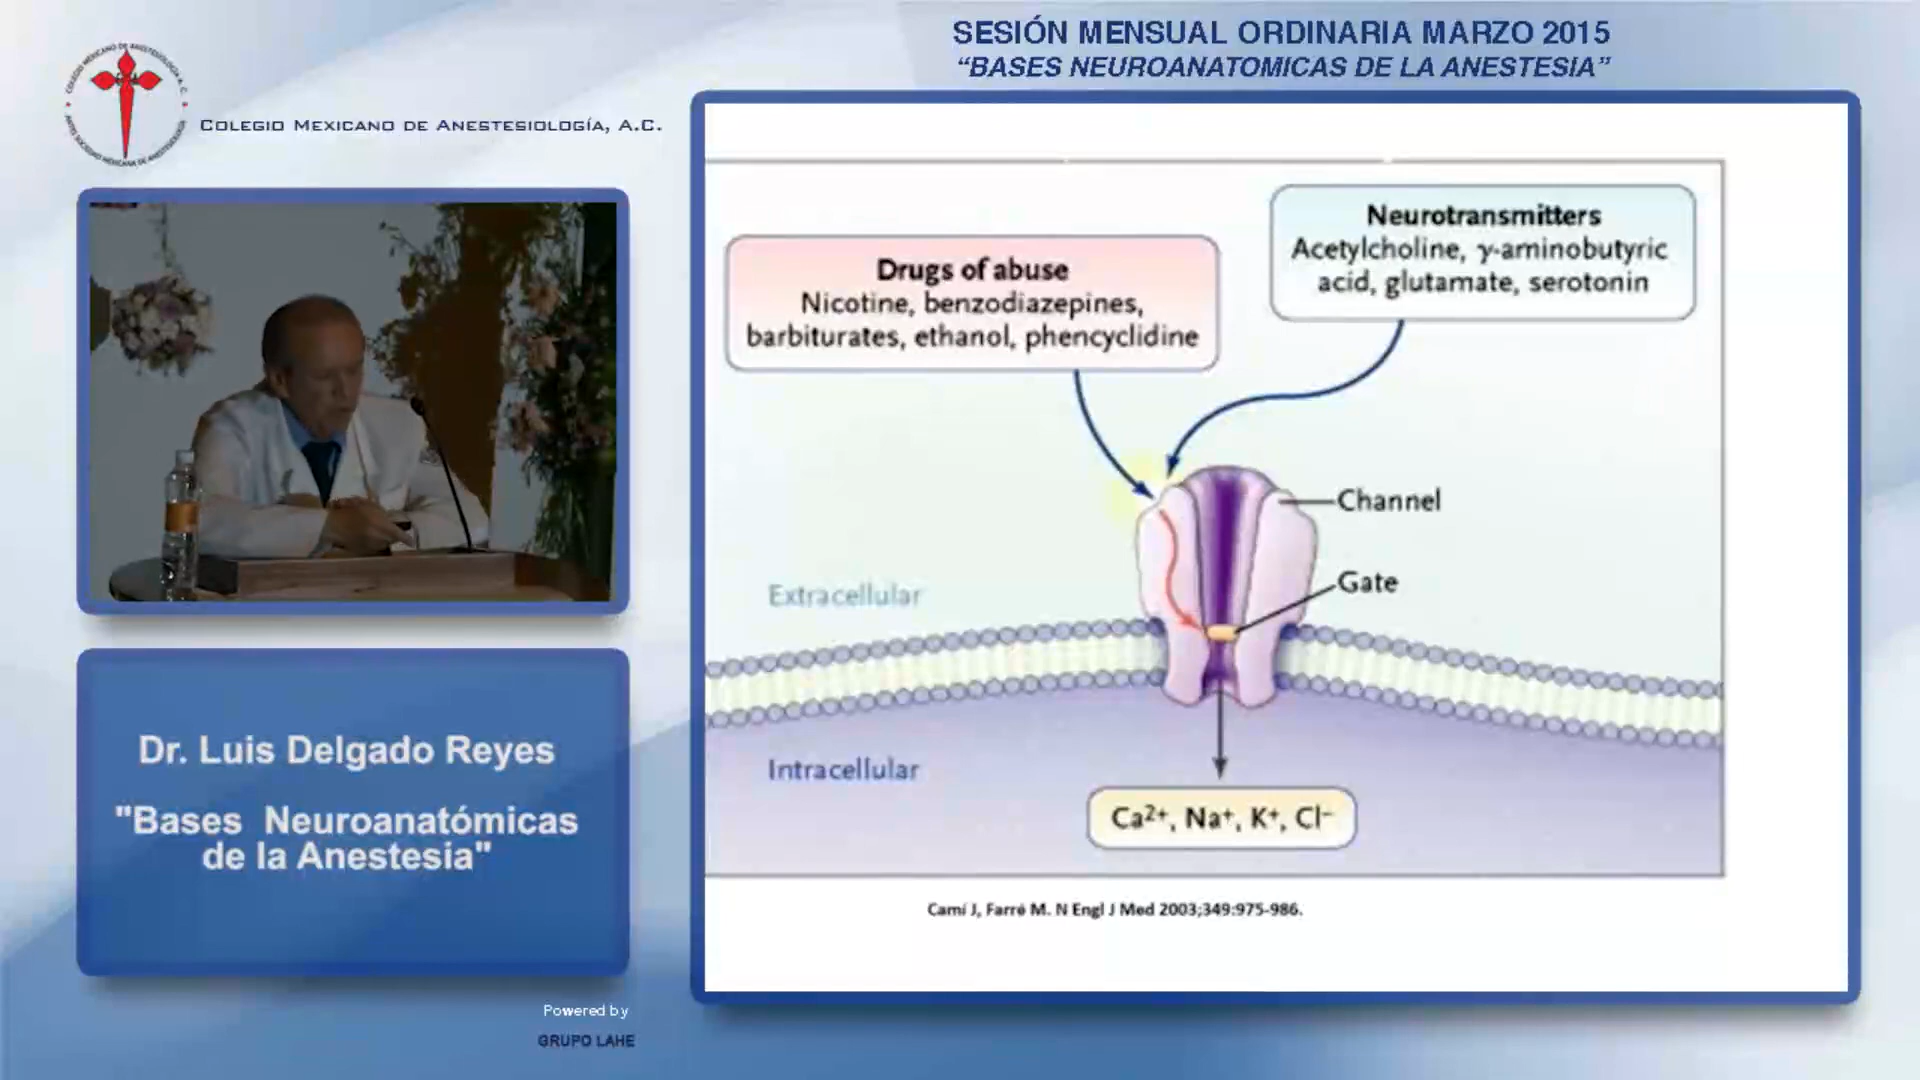 SESIÓN MENSUAL ORDINARIA MARZO 2015
“BASES NEUROANATOMICAS DE LA ANESTESIA”
COLEGIO MEXICANO DE ANESTESIOLOGÍA, A.C.
Drugs of abuse
Nicotine, benzodiazepines,
barbiturates, ethanol, phencyclidine
Neurotransmitters
Acetylcholine, γ-aminobutyric
acid, glutamate, serotonin
Channel
Gate
Extracellular
Intracellular
Ca²⁺, Na⁺, K⁺, Cl⁻
Camí J, Farré M. N Engl J Med 2003;349:975-986.
Dr. Luis Delgado Reyes
"Bases Neuroanatómicas
de la Anestesia"
Powered by
GRUPO LAHE